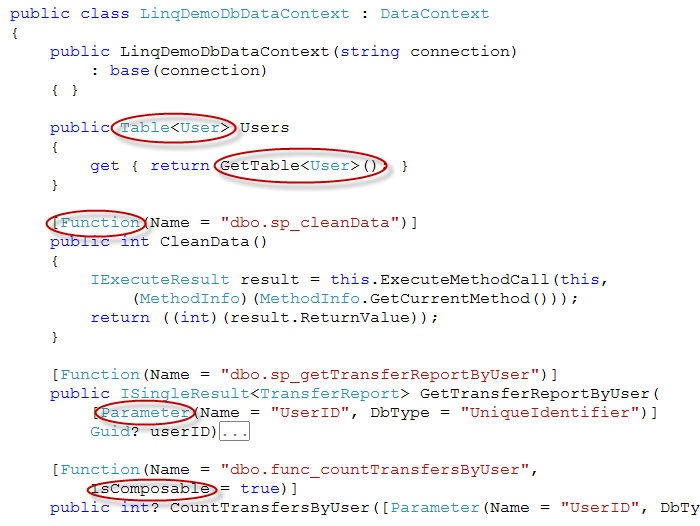 public class LinqDemoDbDataContext : DataContext
{
public LinqDemoDbDataContext(string connection)
: base(connection)
{ }
public Table<User> Users
{
get { return GetTable<User>(); }
}
[Function(Name = "dbo.sp_cleanData")]
public int CleanData()
{
IExecuteResult result = this.ExecuteMethodCall(this,
(MethodInfo)(MethodInfo.GetCurrentMethod()));
return ((int)(result.ReturnValue));
}
[Function(Name = "dbo.sp_getTransferReportByUser")]
public ISingleResult<TransferReport> GetTransferReportByUser(
[Parameter(Name = "UserID", DbType = "UniqueIdentifier")]
Guid? userID)...
[Function(Name = "dbo.func_countTransfersByUser",
IsComposable = true)]
public int? CountTransfersByUser([Parameter(Name = "UserID", DbTy